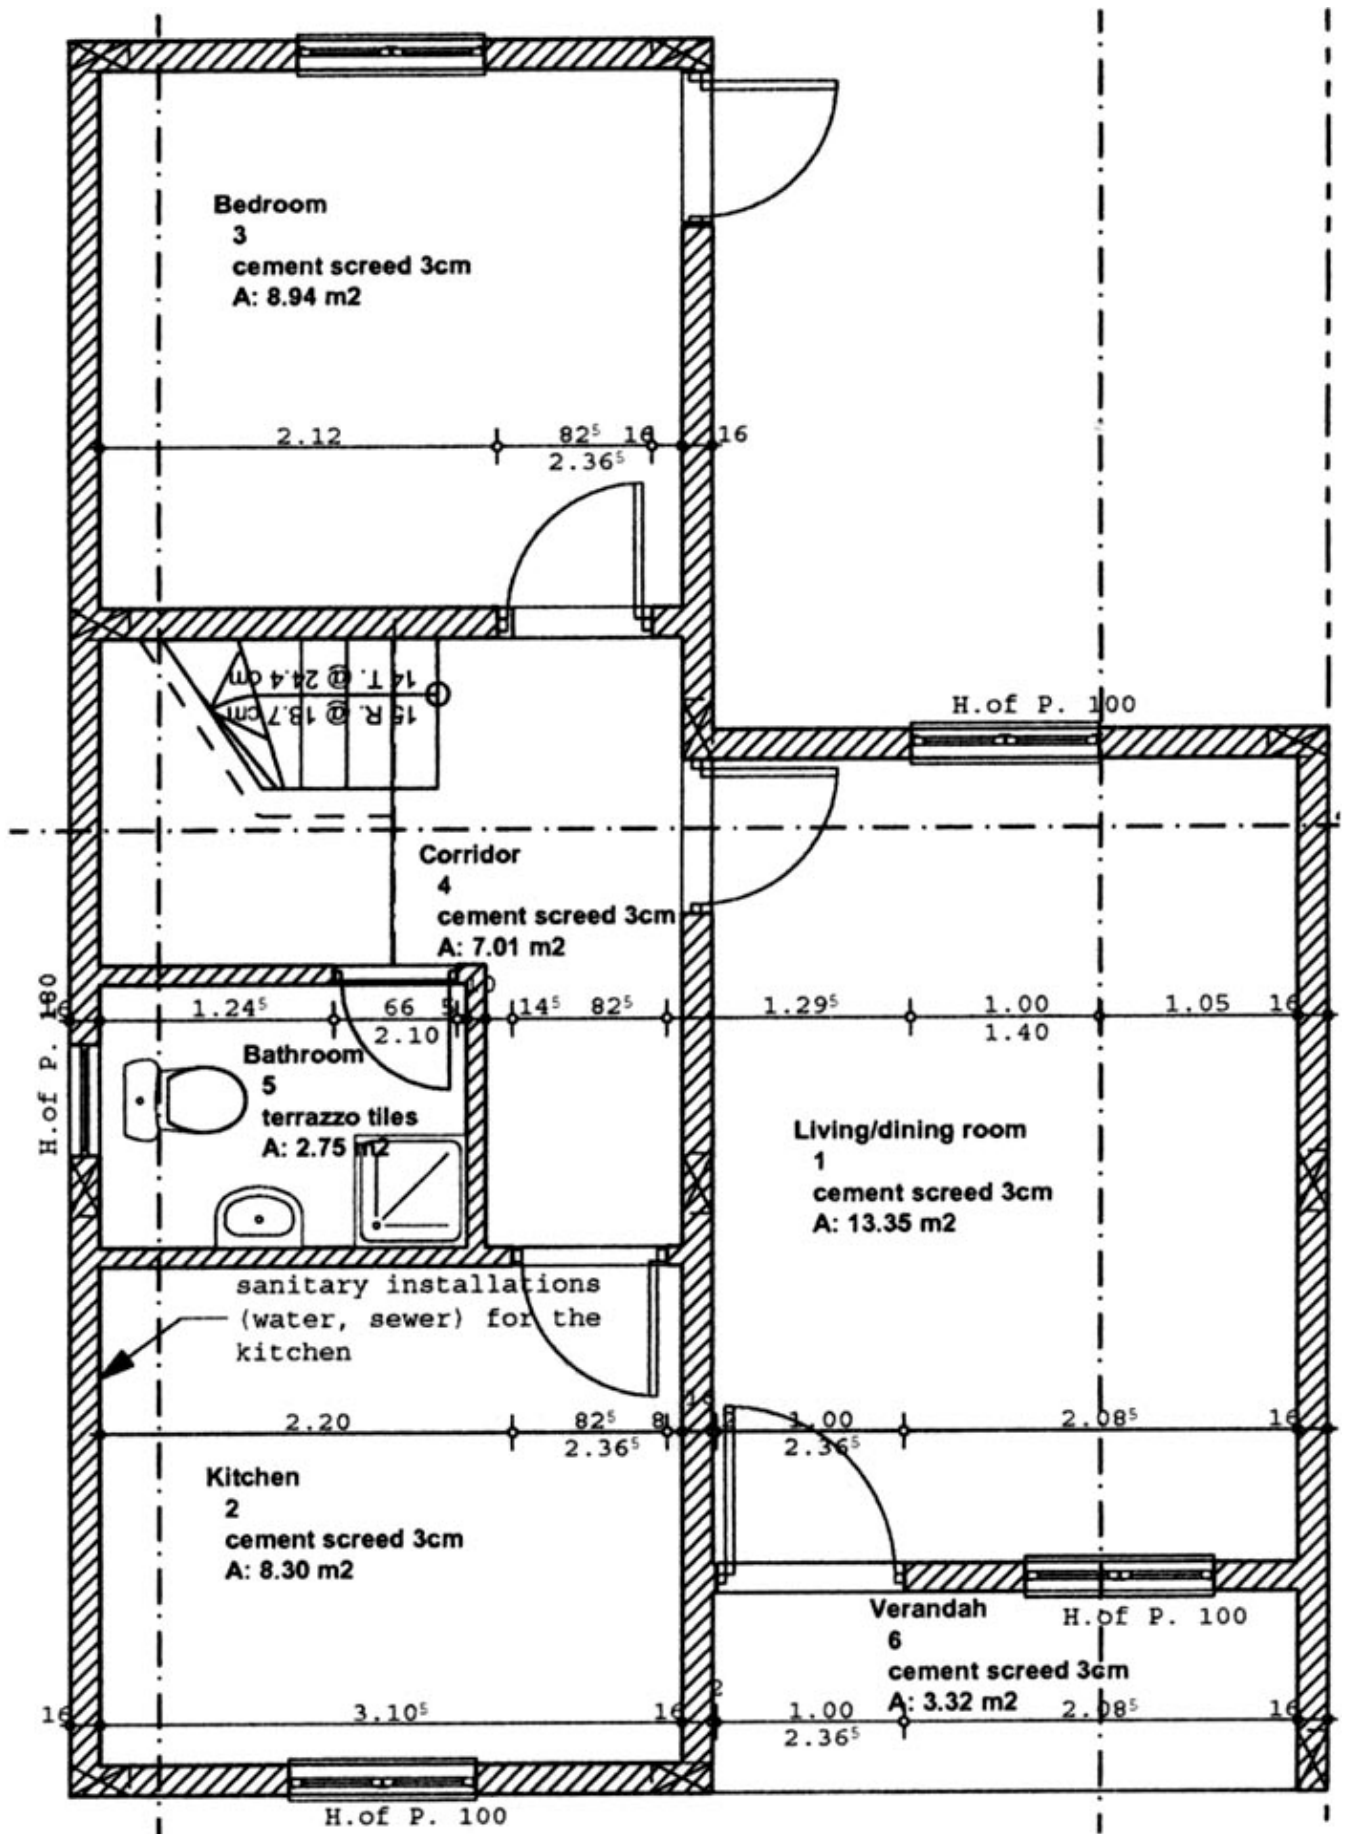 Bedroom
3
cement screed 3cm
A: 8.94 m2
2.12 82⁵ 16 16
2.36⁵
14 T. @ 24.4 cm
15 R. @ 18.7 cm
H.of P. 100
Corridor
4
cement screed 3cm
A: 7.01 m2
H.of P. 180
16 1.24⁵ 66 5 14⁵ 82⁵ 1.29⁵ 1.00 1.05 16
2.10 1.40
Bathroom
5
terrazzo tiles
A: 2.75 m2
Living/dining room
1
cement screed 3cm
A: 13.35 m2
sanitary installations
(water, sewer) for the
kitchen
2.20 82⁵ 8 2 1.00 2.08⁵ 16
2.36⁵ 2.36⁵
Kitchen
2
cement screed 3cm
A: 8.30 m2
Verandah
6
cement screed 3cm
A: 3.32 m2
H.of P. 100
16 3.10⁵ 16 2 1.00 2.08⁵ 16
2.36⁵
H.of P. 100